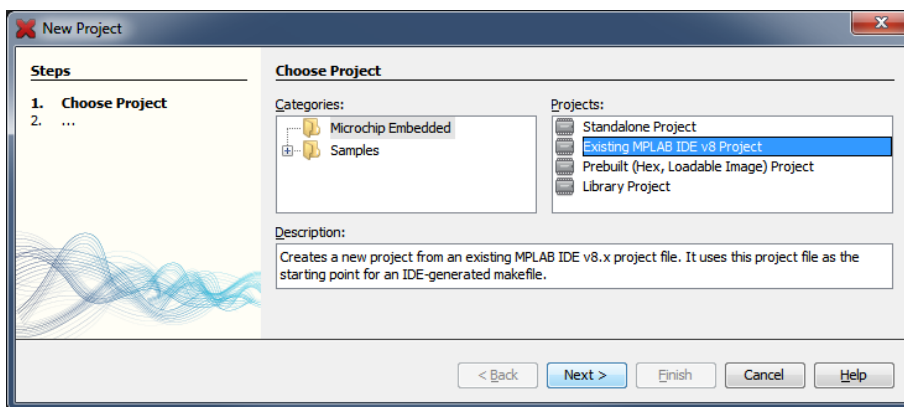 New Project
Steps
1. Choose Project
2. ...
Choose Project
Categories:
Microchip Embedded
Samples
Projects:
Standalone Project
Existing MPLAB IDE v8 Project
Prebuilt (Hex, Loadable Image) Project
Library Project
Description:
Creates a new project from an existing MPLAB IDE v8.x project file. It uses this project file as the
starting point for an IDE-generated makefile.
< Back
Next >
Finish
Cancel
Help